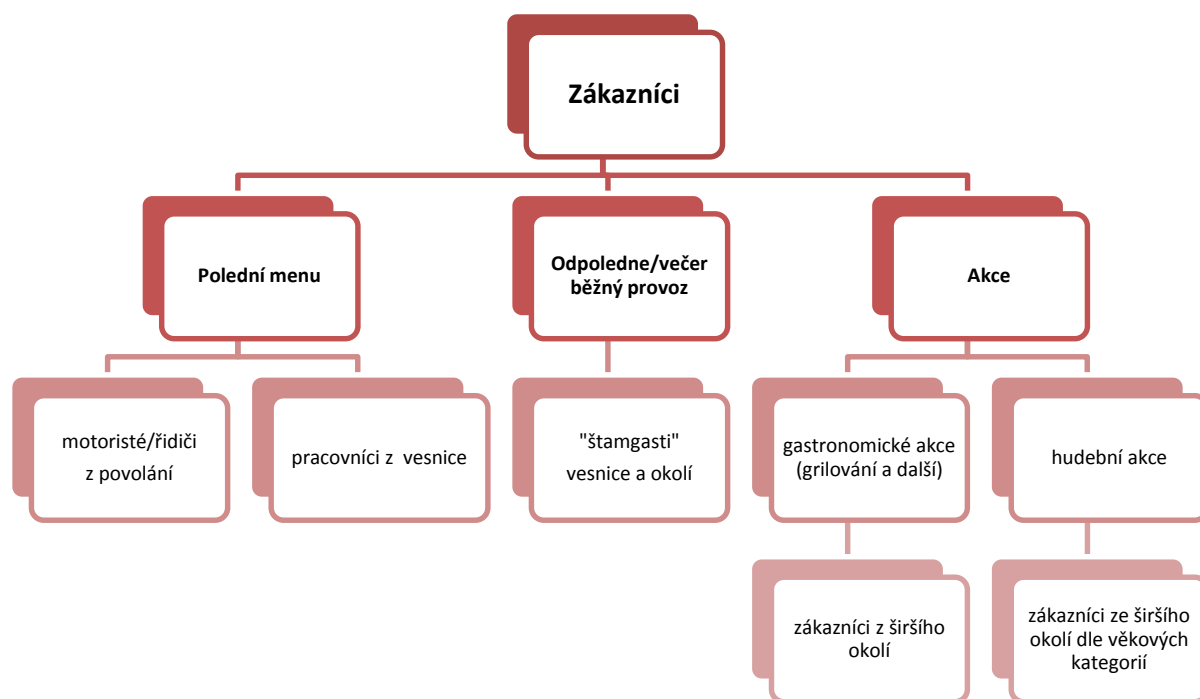 Zákazníci
Polední menu
Odpoledne/večer
běžný provoz
Akce
motoristé/řidiči
z povolání
pracovníci z vesnice
"štamgasti"
vesnice a okolí
gastronomické akce
(grilování a další)
hudební akce
zákazníci z širšího
okolí
zákazníci ze širšího
okolí dle věkových
kategorií